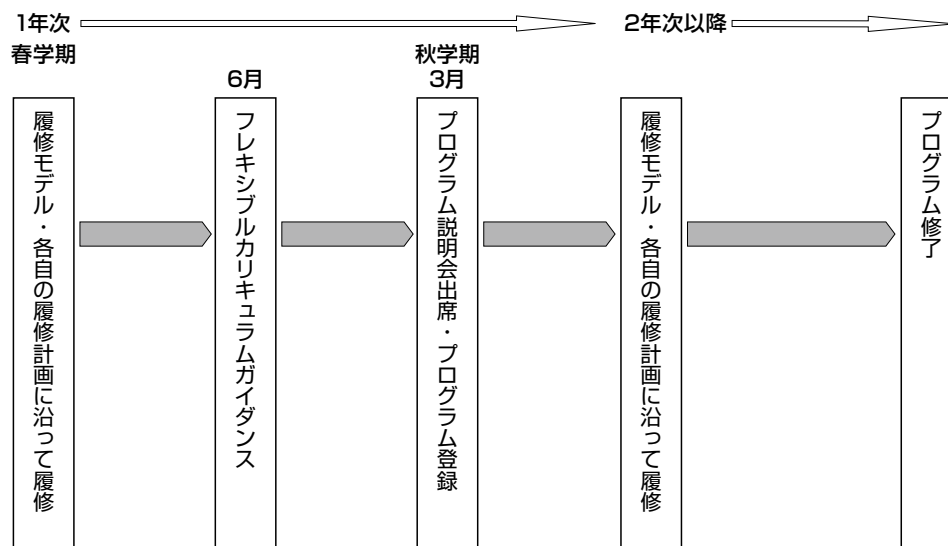 1年次
2年次以降
春学期
秋学期
6月
3月
履修モデル・各自の履修計画に沿って履修
フレキシブルカリキュラムガイダンス
プログラム説明会出席・プログラム登録
履修モデル・各自の履修計画に沿って履修
プログラム修了